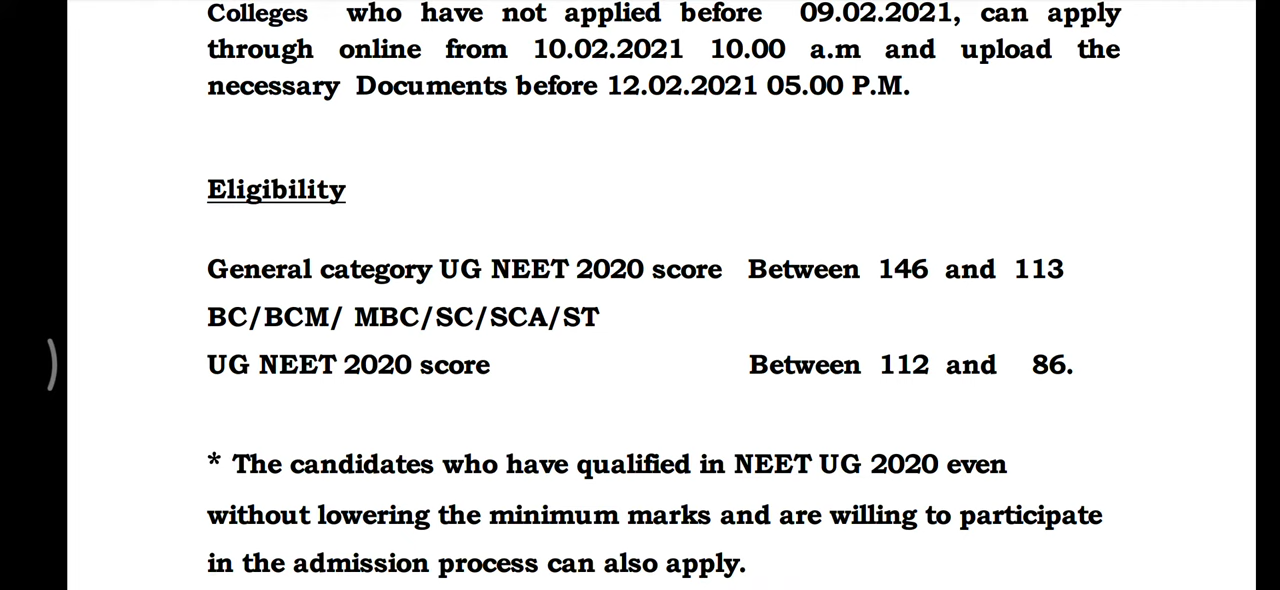 Colleges who have not applied before 09.02.2021, can apply
through online from 10.02.2021 10.00 a.m and upload the
necessary Documents before 12.02.2021 05.00 P.M.
Eligibility
General category UG NEET 2020 score Between 146 and 113
BC/BCM/ MBC/SC/SCA/ST
UG NEET 2020 score Between 112 and 86.
* The candidates who have qualified in NEET UG 2020 even
without lowering the minimum marks and are willing to participate
in the admission process can also apply.